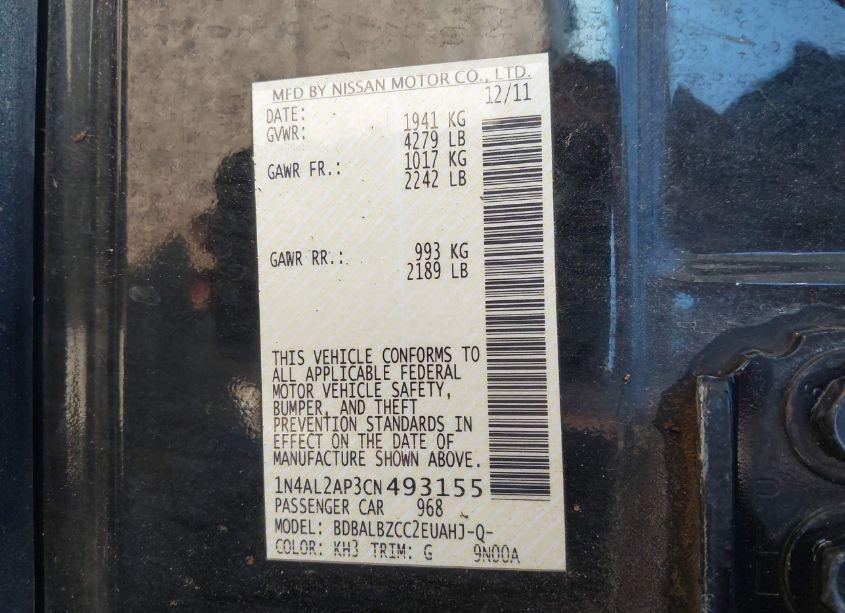 MFD BY NISSAN MOTOR CO., LTD.
DATE: 12/11
GVWR: 1941 KG
4279 LB
GAWR FR.: 1017 KG
2242 LB
GAWR RR.: 993 KG
2189 LB
THIS VEHICLE CONFORMS TO
ALL APPLICABLE FEDERAL
MOTOR VEHICLE SAFETY,
BUMPER, AND THEFT
PREVENTION STANDARDS IN
EFFECT ON THE DATE OF
MANUFACTURE SHOWN ABOVE.
1N4AL2AP3CN493155
PASSENGER CAR 968
MODEL: BDBALBZCC2EUAHJ-Q-
COLOR: KH3 TRIM: G 9N00A